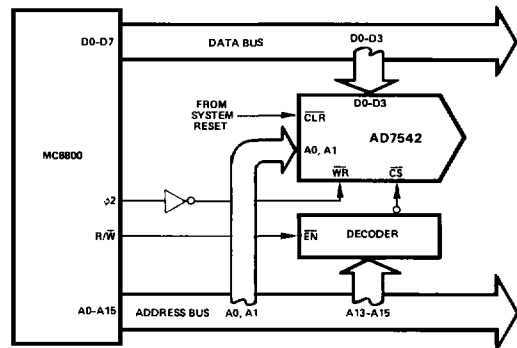 D0-D7
DATA BUS
D0-D3
FROM
SYSTEM
RESET
D0-D3
CLR
AD7542
A0, A1
MC6800
WR
CS
ϕ2
R/W
EN
DECODER
A0-A15
ADDRESS BUS
A0, A1
A13-A15